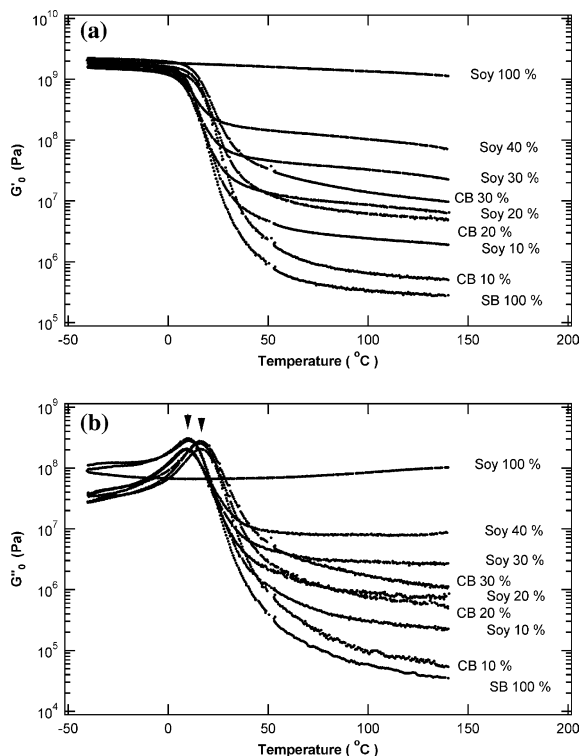 (a)
10^10
10^9
10^8
10^7
10^6
10^5
G'0 (Pa)
Soy 100 %
Soy 40 %
Soy 30 %
CB 30 %
Soy 20 %
CB 20 %
Soy 10 %
CB 10 %
SB 100 %
-50 0 50 100 150 200
Temperature ( °C)
(b)
10^9
10^8
10^7
10^6
10^5
10^4
G''0 (Pa)
Soy 100 %
Soy 40 %
Soy 30 %
CB 30 %
Soy 20 %
CB 20 %
Soy 10 %
CB 10 %
SB 100 %
-50 0 50 100 150 200
Temperature ( °C)